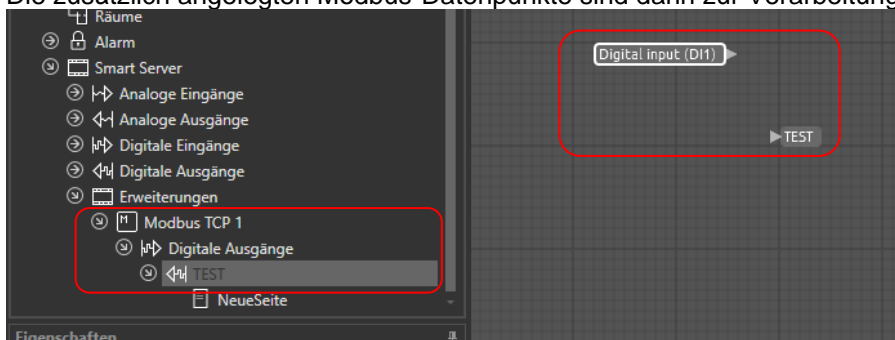 Die zusätzlich angelegten Modbus-Datenpunkte sind dann zur Verarbeitung
Räume
Alarm
Smart Server
Analoge Eingänge
Analoge Ausgänge
Digitale Eingänge
Digitale Ausgänge
Erweiterungen
Modbus TCP 1
Digitale Ausgänge
TEST
NeueSeite
Eigenschaften
Digital input (DI1)
TEST